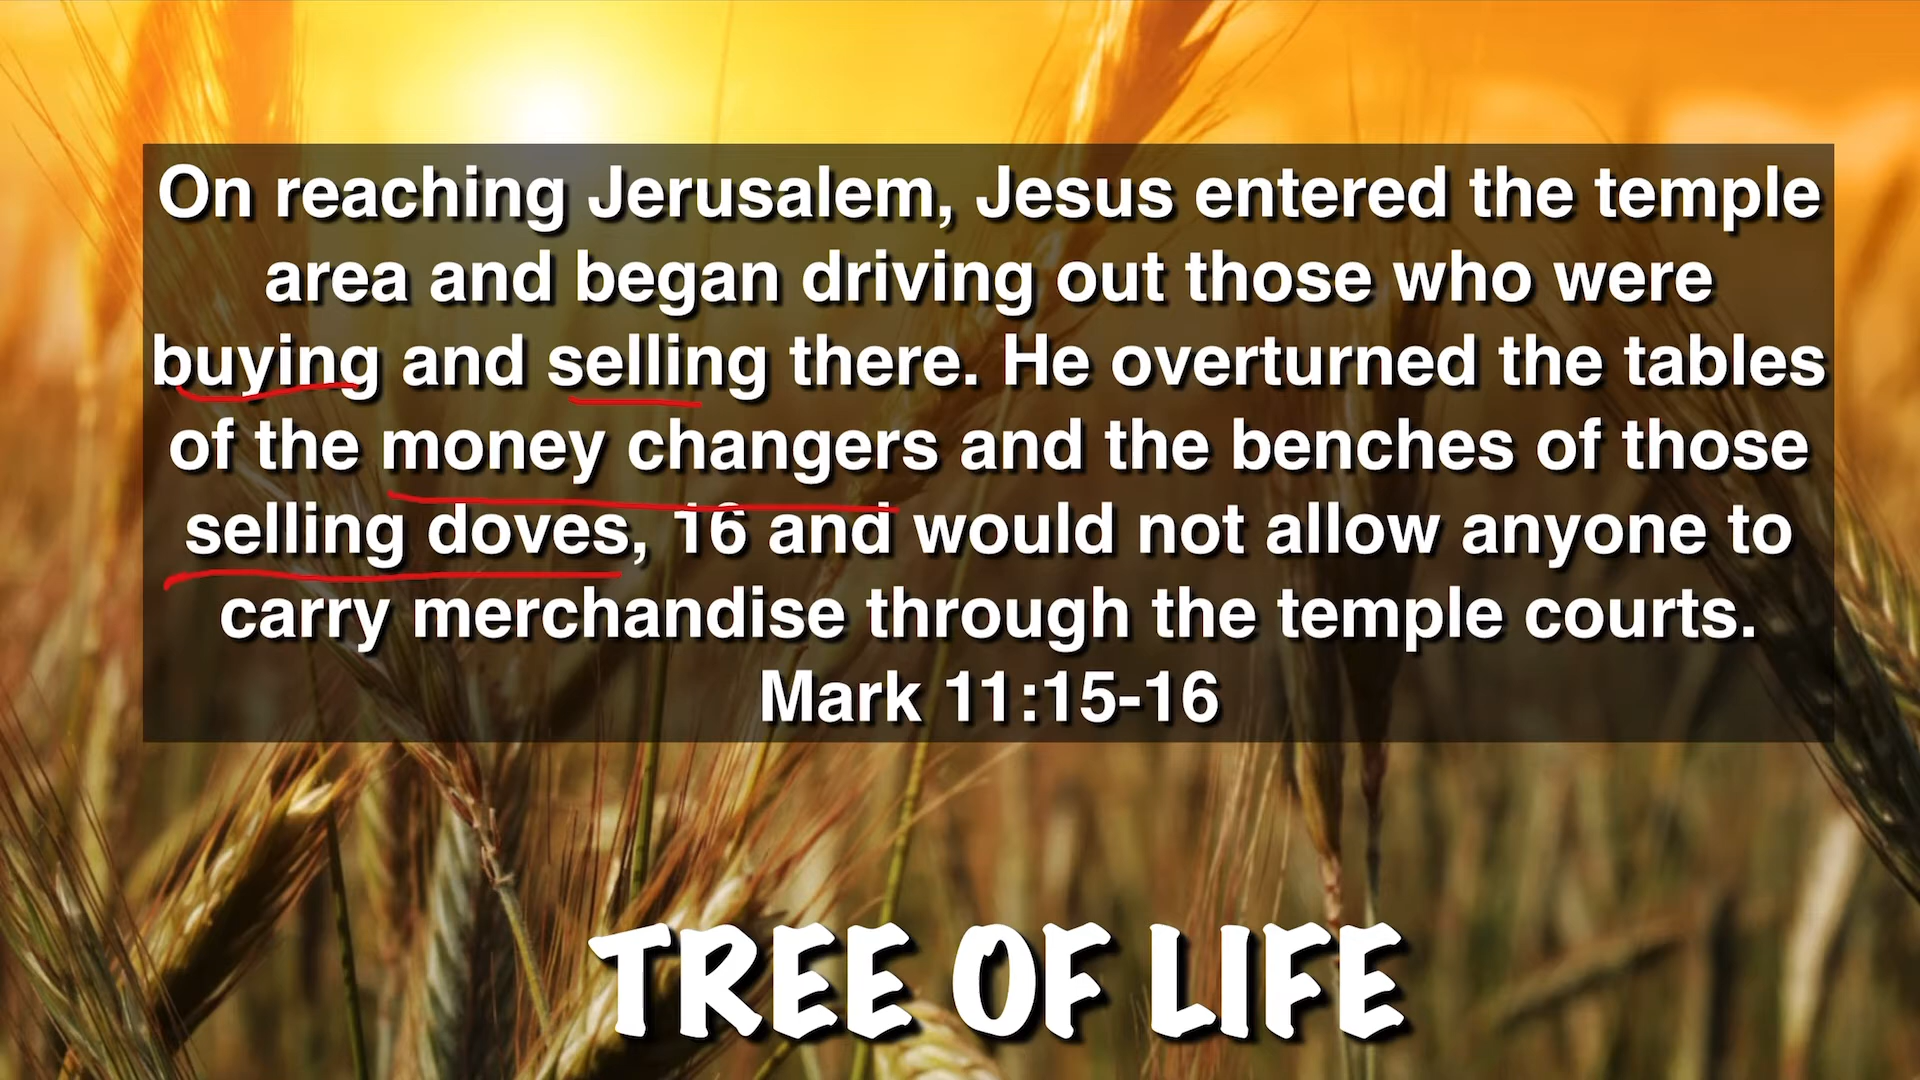 On reaching Jerusalem, Jesus entered the temple
area and began driving out those who were
buying and selling there. He overturned the tables
of the money changers and the benches of those
selling doves, 16 and would not allow anyone to
carry merchandise through the temple courts.
Mark 11:15-16
TREE OF LIFE